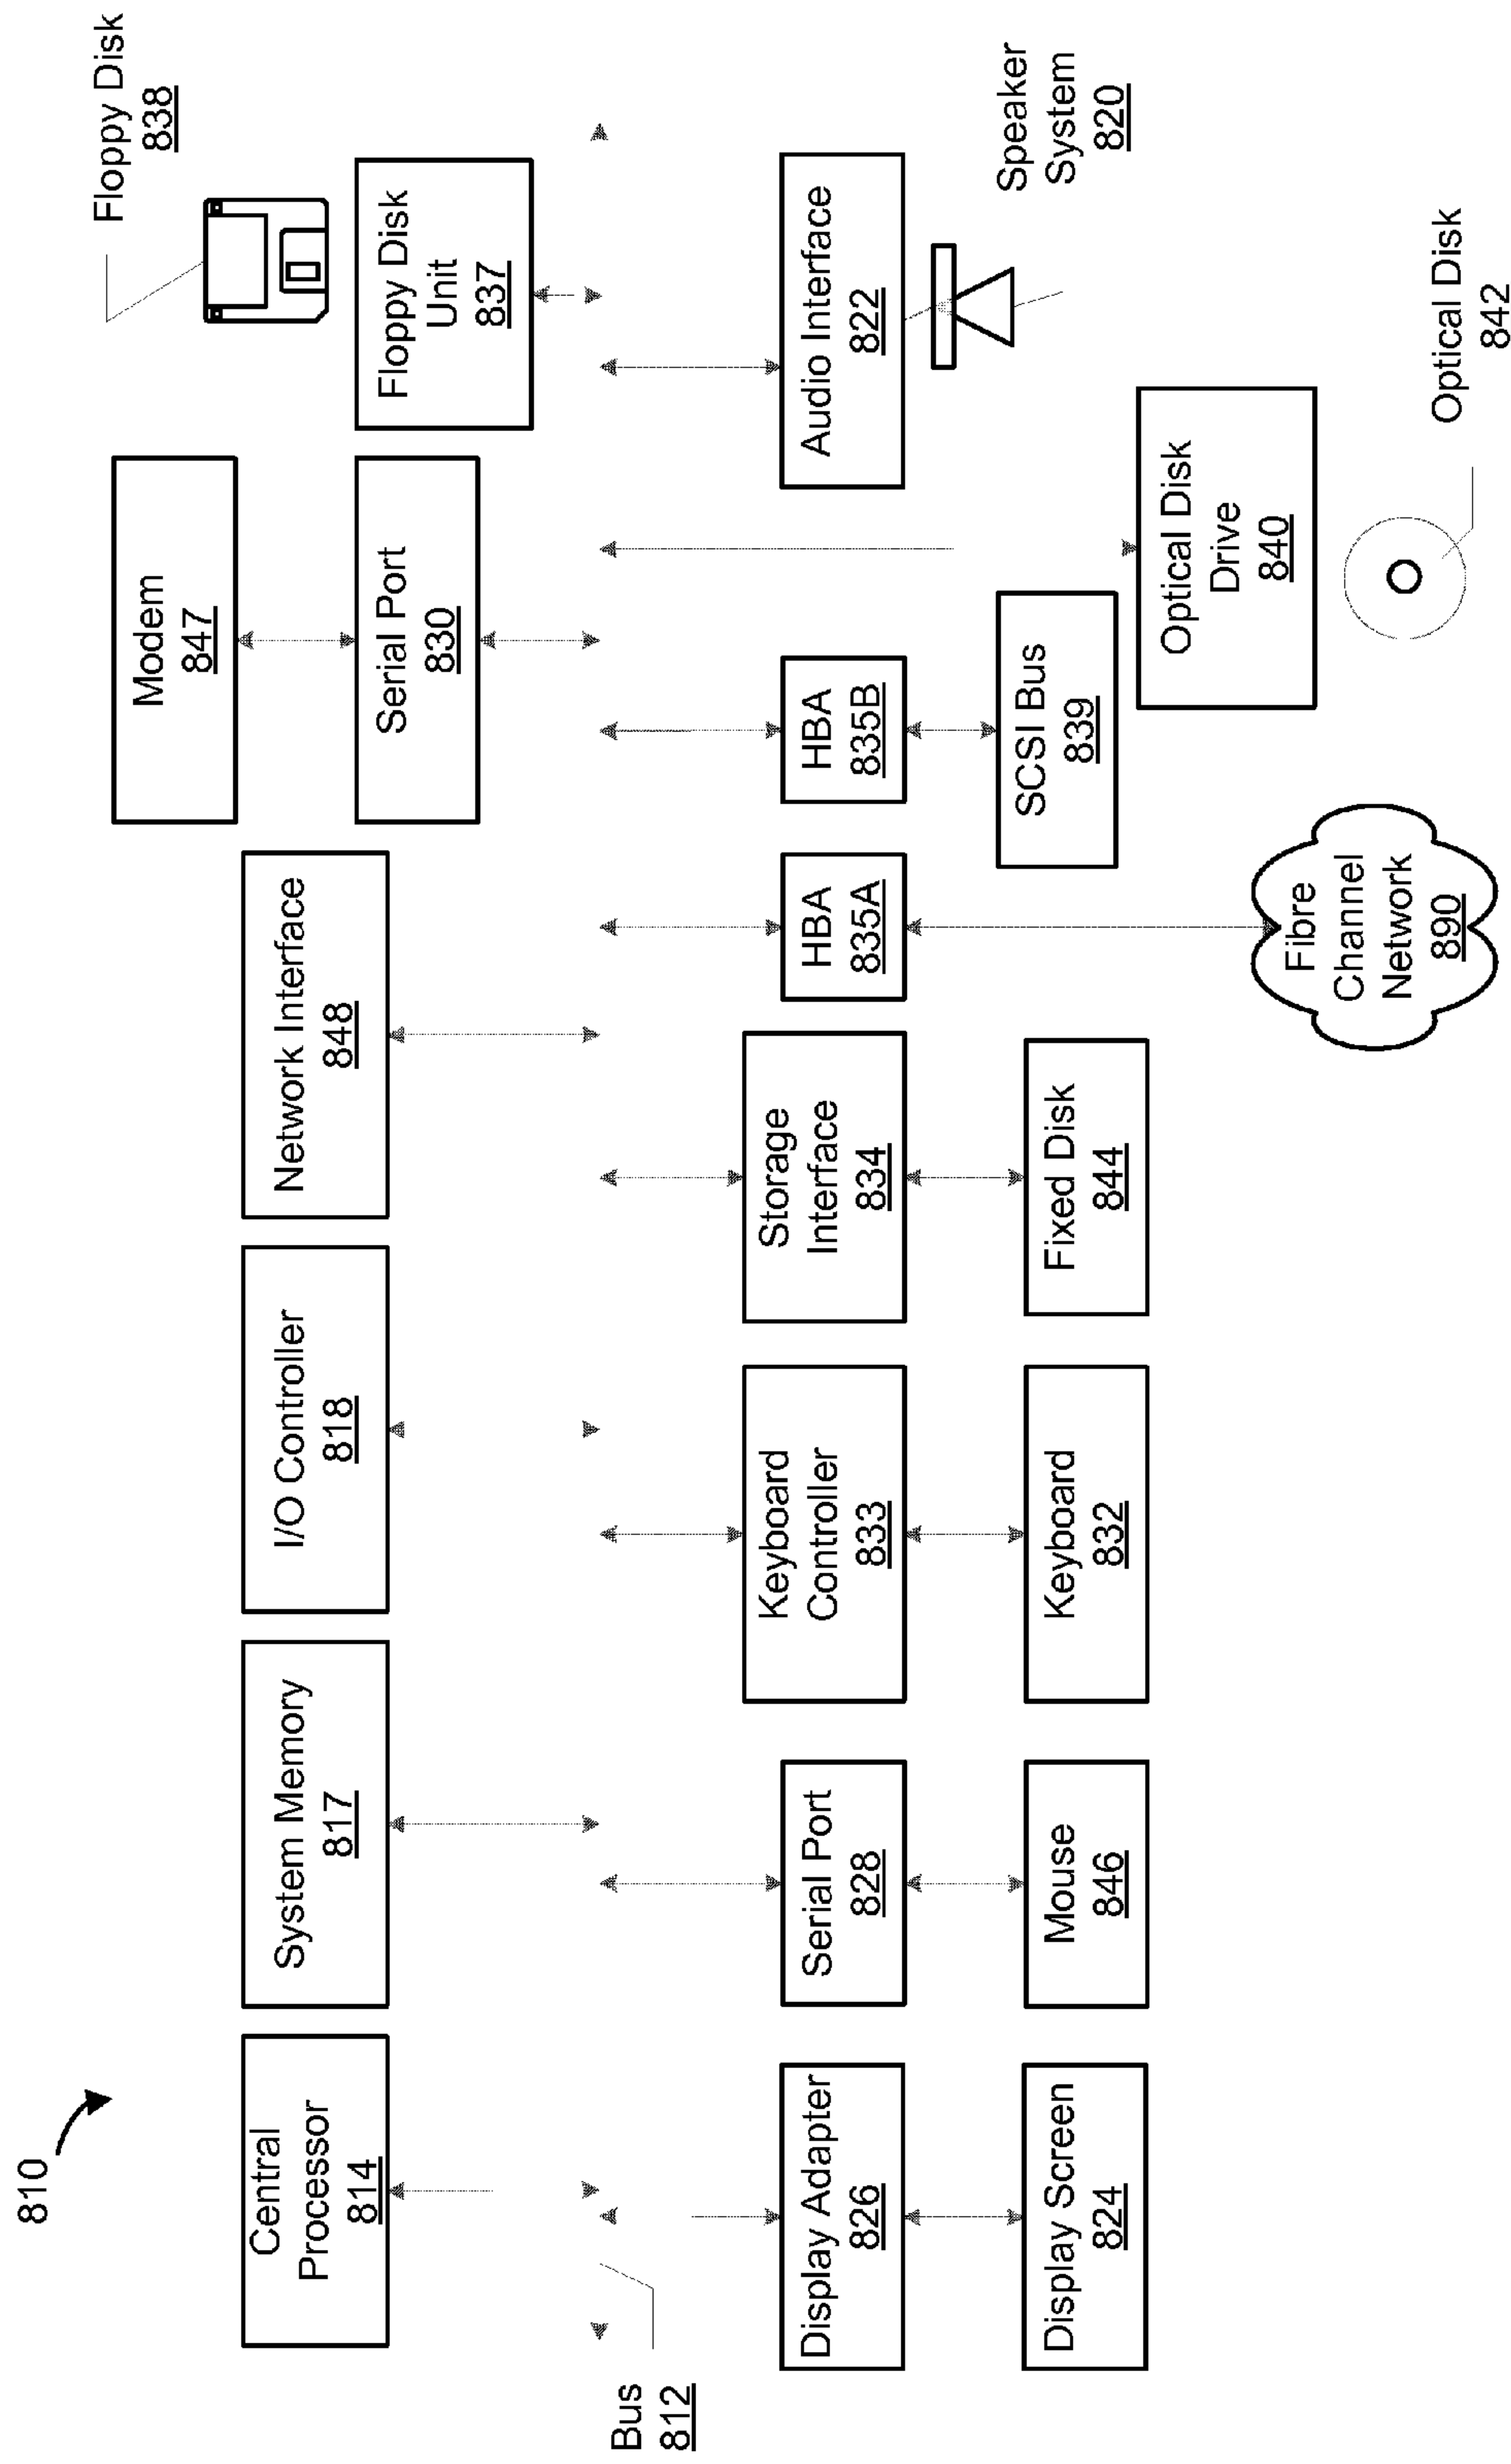 810
Central
Processor
814
System Memory
817
I/O Controller
818
Network Interface
848
Modem
847
Serial Port
830
Floppy Disk
838
Floppy Disk
Unit
837
Bus
812
Display Adapter
826
Display Screen
824
Serial Port
828
Mouse
846
Keyboard
Controller
833
Keyboard
832
Storage
Interface
834
Fixed Disk
844
HBA
835A
Fibre
Channel
Network
890
HBA
835B
SCSI Bus
839
Optical Disk
Drive
840
Optical Disk
842
Audio Interface
822
Speaker
System
820